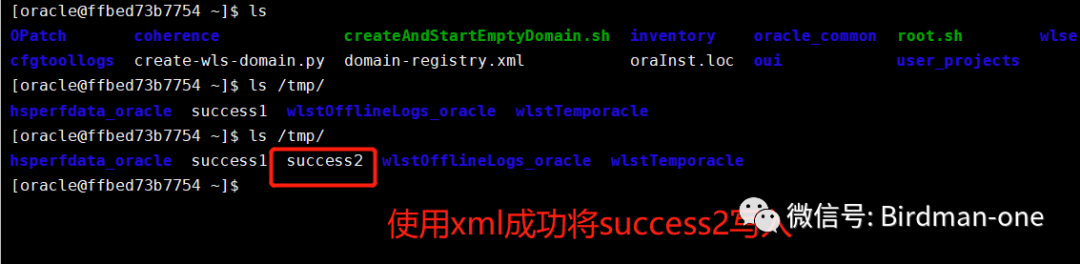 [oracle@ffbed73b7754 ~]$ ls
OPatch coherence createAndStartEmptyDomain.sh inventory oracle_common root.sh wlse
cfgtoollogs create-wls-domain.py domain-registry.xml oraInst.loc oui user_projects
[oracle@ffbed73b7754 ~]$ ls /tmp/
hsperfdata_oracle success1 wlstOfflineLogs_oracle wlstTemporacle
[oracle@ffbed73b7754 ~]$ ls /tmp/
hsperfdata_oracle success1 success2 wlstOfflineLogs_oracle wlstTemporacle
[oracle@ffbed73b7754 ~]$
使用xml成功将success2写入
微信号: Birdman-one